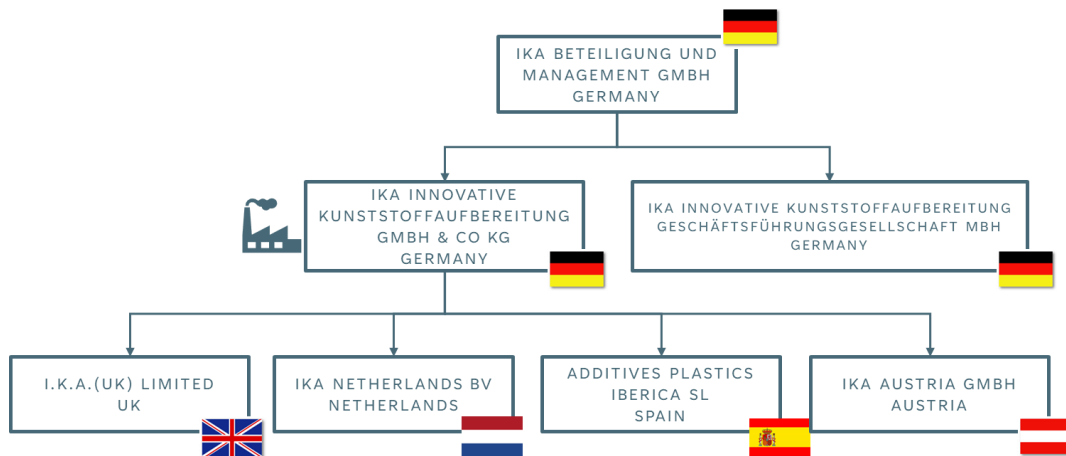 IKA BETEILIGUNG UND
MANAGEMENT GMBH
GERMANY
IKA INNOVATIVE
KUNSTSTOFFAUFBEREITUNG
GMBH & CO KG
GERMANY
IKA INNOVATIVE KUNSTSTOFFAUFBEREITUNG
GESCHÄFTSFÜHRUNGSGESELLSCHAFT MBH
GERMANY
I.K.A.(UK) LIMITED
UK
IKA NETHERLANDS BV
NETHERLANDS
ADDITIVES PLASTICS
IBERICA SL
SPAIN
IKA AUSTRIA GMBH
AUSTRIA